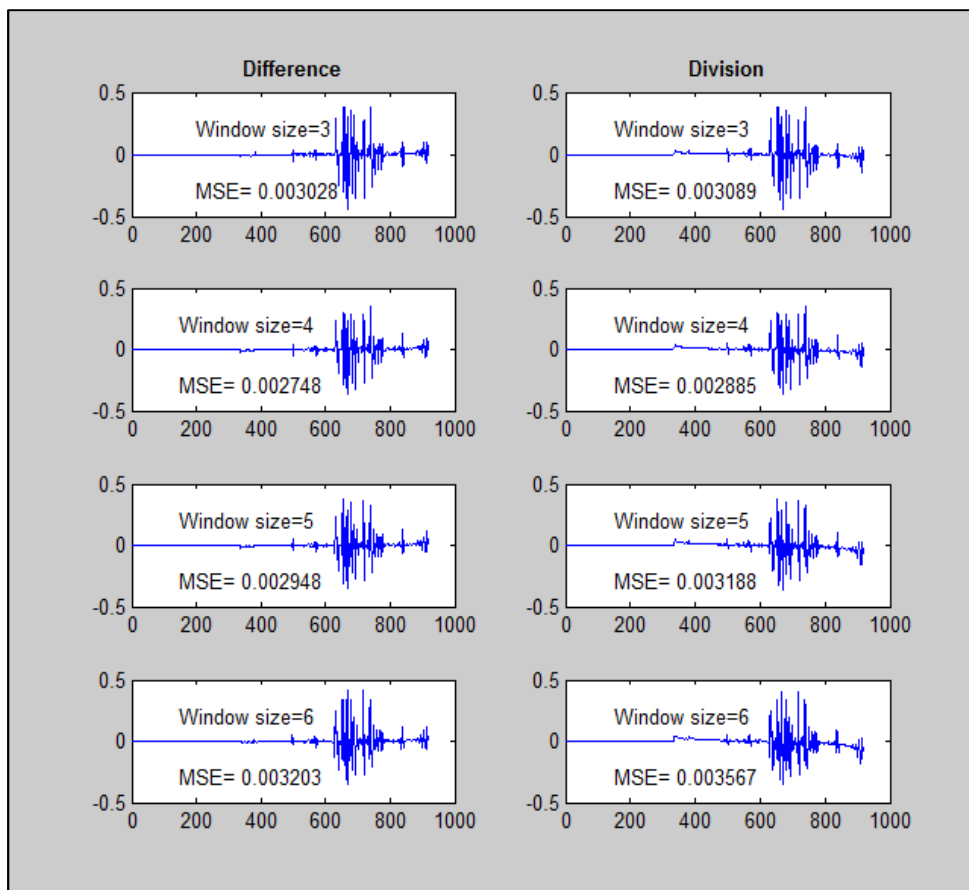 Difference Division
0.5 0.5
Window size=3 Window size=3
0 0
MSE= 0.003028 MSE= 0.003089
-0.5 -0.5
0 200 400 600 800 1000 0 200 400 600 800 1000
0.5 0.5
Window size=4 Window size=4
0 0
MSE= 0.002748 MSE= 0.002885
-0.5 -0.5
0 200 400 600 800 1000 0 200 400 600 800 1000
0.5 0.5
Window size=5 Window size=5
0 0
MSE= 0.002948 MSE= 0.003188
-0.5 -0.5
0 200 400 600 800 1000 0 200 400 600 800 1000
0.5 0.5
Window size=6 Window size=6
0 0
MSE= 0.003203 MSE= 0.003567
-0.5 -0.5
0 200 400 600 800 1000 0 200 400 600 800 1000